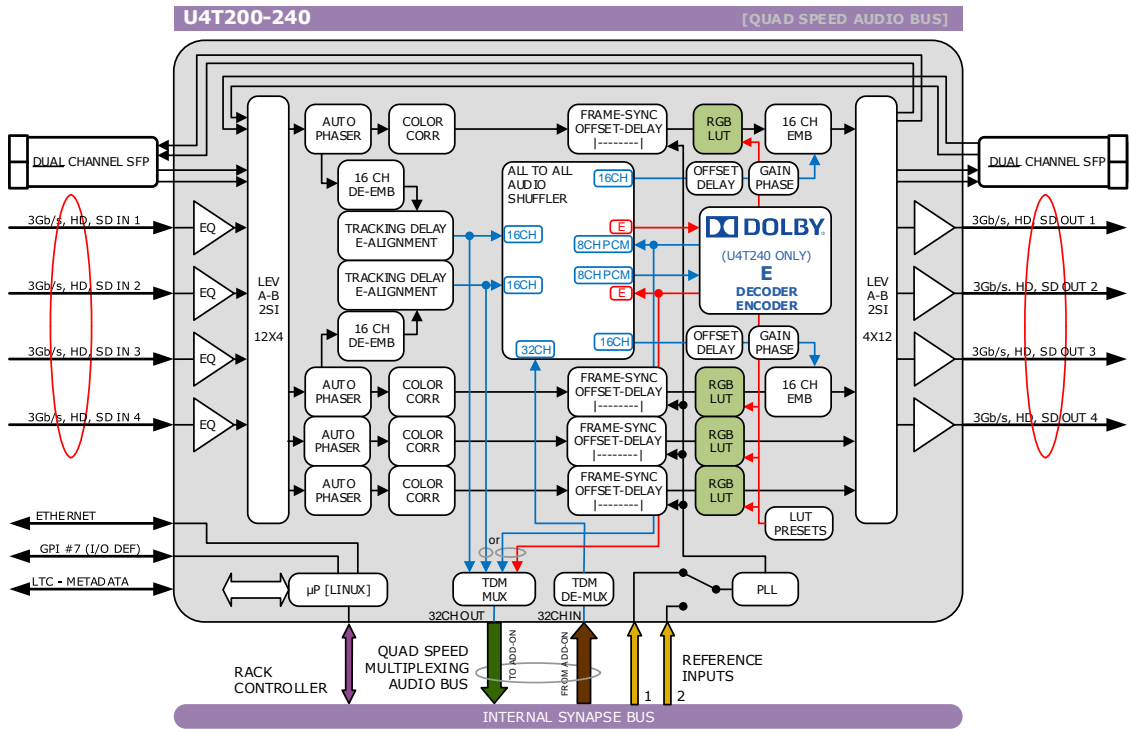 U4T200-240
[QUAD SPEED AUDIO BUS]
AUTO
PHASER
COLOR
CORR
FRAME-SYNC
OFFSET-DELAY
|--------|
RGB
LUT
16 CH
EMB
DUAL CHANNEL SFP
DUAL CHANNEL SFP
16 CH
DE-EMB
ALL TO ALL
AUDIO
SHUFFLER
16CH
OFFSET
DELAY
GAIN
PHASE
3Gb/s, HD, SD IN 1
EQ
TRACKING DELAY
E-ALIGNMENT
16CH
E
8CH PCM
DOLBY
(U4T240 ONLY)
E
DECODER
ENCODER
3Gb/s, HD, SD OUT 1
3Gb/s, HD, SD IN 2
EQ
TRACKING DELAY
E-ALIGNMENT
16CH
8CH PCM
E
3Gb/s, HD, SD OUT 2
LEV
A-B
2SI
12X4
LEV
A-B
2SI
4X12
3Gb/s, HD, SD IN 3
EQ
16 CH
DE-EMB
32CH
16CH
OFFSET
DELAY
GAIN
PHASE
3Gb/s, HD, SD OUT 3
AUTO
PHASER
COLOR
CORR
FRAME-SYNC
OFFSET-DELAY
|--------|
RGB
LUT
16 CH
EMB
3Gb/s, HD, SD IN 4
EQ
3Gb/s, HD, SD OUT 4
AUTO
PHASER
COLOR
CORR
FRAME-SYNC
OFFSET-DELAY
|--------|
RGB
LUT
AUTO
PHASER
COLOR
CORR
FRAME-SYNC
OFFSET-DELAY
|--------|
RGB
LUT
LUT
PRESETS
ETHERNET
GPI #7 (I/O DEF)
LTC - METADATA
or
µP [LINUX]
TDM
MUX
TDM
DE-MUX
PLL
32CH OUT
32CH IN
RACK
CONTROLLER
QUAD SPEED
MULTIPLEXING
AUDIO BUS
TO ADD-ON
FROM ADD-ON
REFERENCE
INPUTS
1
2
INTERNAL SYNAPSE BUS